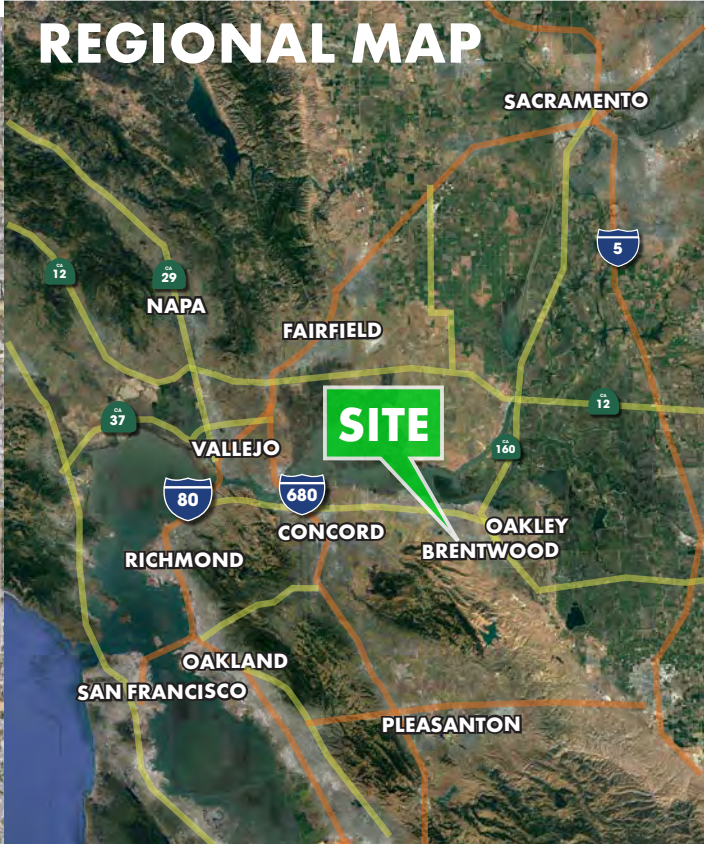 REGIONAL MAP
SACRAMENTO
5
CA
12
CA
29
NAPA
FAIRFIELD
CA
37
SITE
CA
12
VALLEJO
CA
160
80
680
CONCORD
OAKLEY
BRENTWOOD
RICHMOND
OAKLAND
SAN FRANCISCO
PLEASANTON